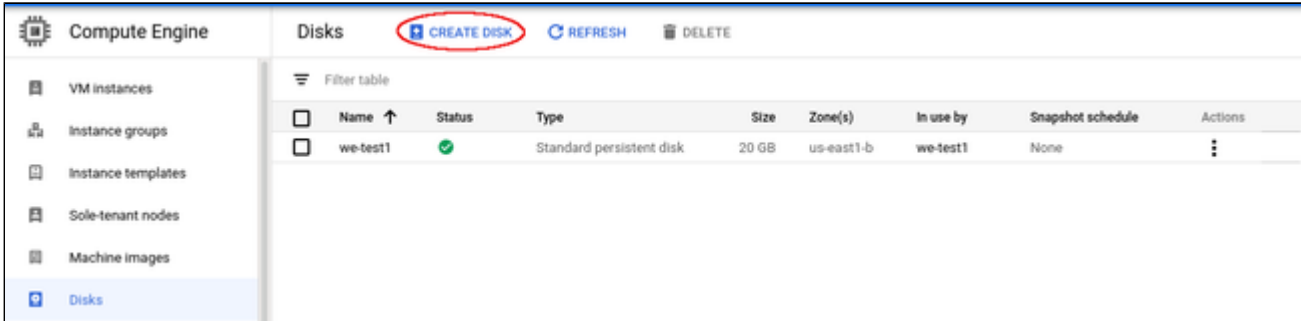 Compute Engine
Disks CREATE DISK REFRESH DELETE
VM instances
Instance groups
Instance templates
Sole-tenant nodes
Machine images
Disks
Filter table
Name Status Type Size Zone(s) In use by Snapshot schedule Actions
we-test1 Standard persistent disk 20 GB us-east1-b we-test1 None